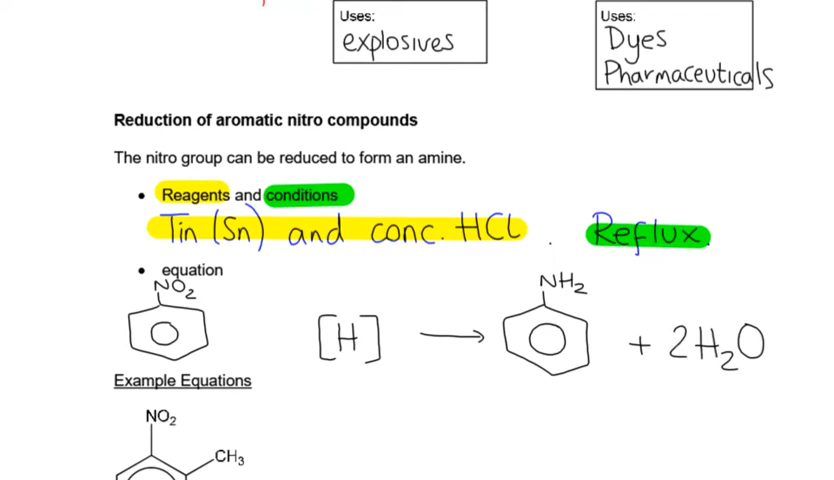 Uses:
explosives
Uses:
Dyes
Pharmaceuticals
Reduction of aromatic nitro compounds
The nitro group can be reduced to form an amine.
• Reagents and conditions
Tin (Sn) and conc. HCl. Reflux.
• equation
NO₂
NH₂
[H] → + 2H₂O
Example Equations
NO₂
CH₃